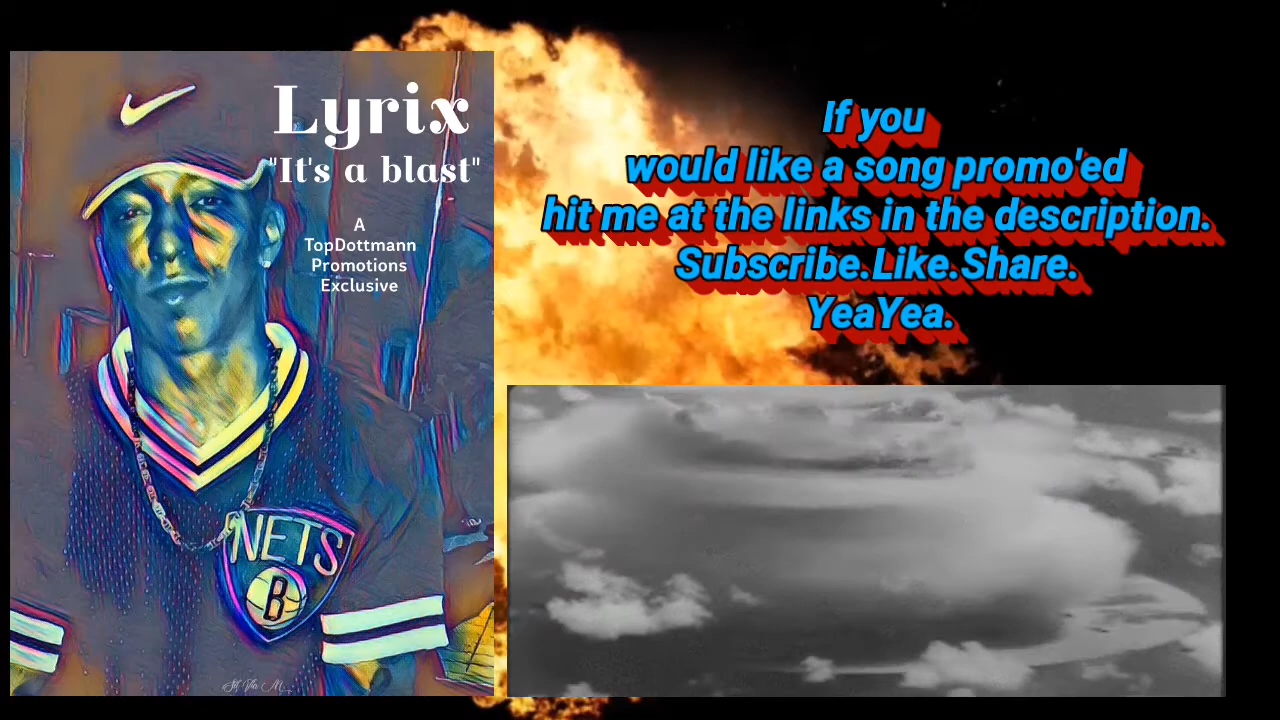 Lyrix
"It's a blast"
A
TopDottmann
Promotions
Exclusive
NETS
B
If you
would like a song promo'ed
hit me at the links in the description.
Subscribe.Like.Share.
YeaYea.